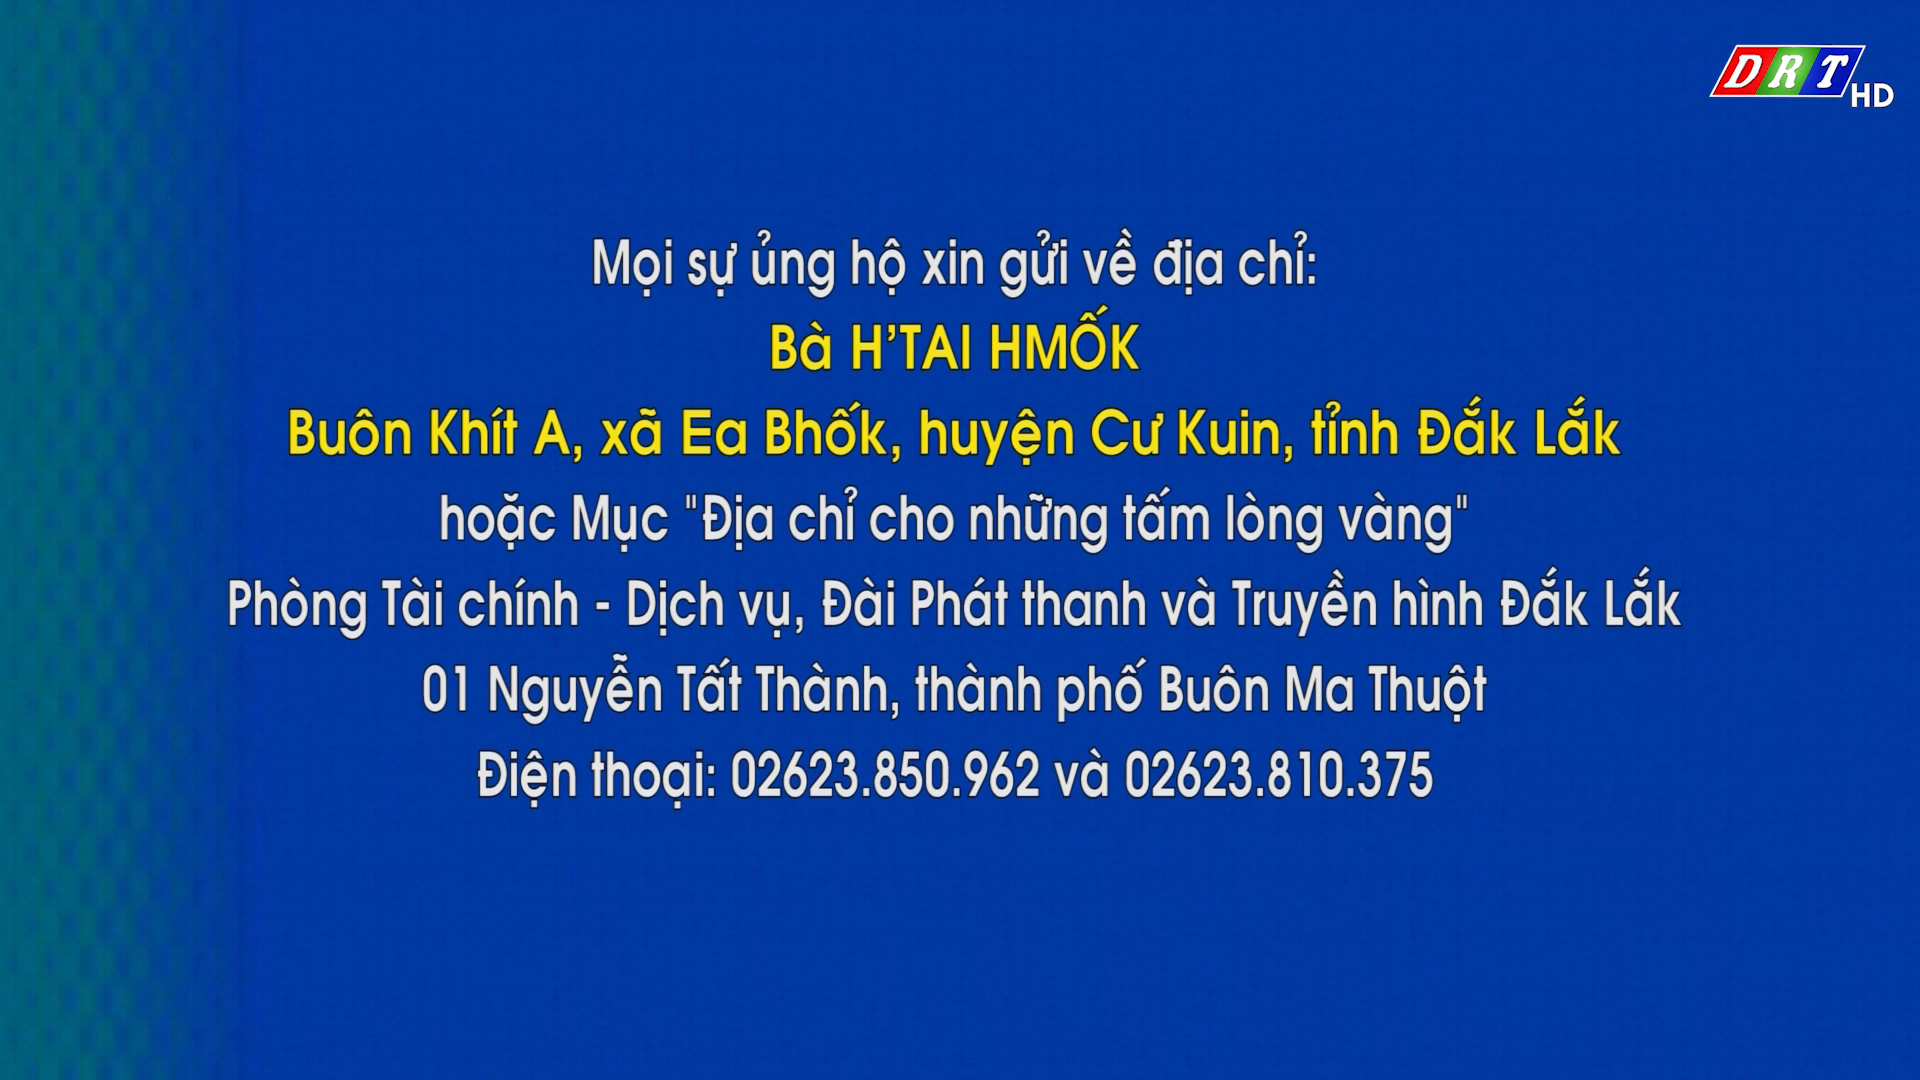 DRT HD
Mọi sự ủng hộ xin gửi về địa chỉ:
Bà H'TAI HMỐK
Buôn Khít A, xã Ea Bhốk, huyện Cư Kuin, tỉnh Đắk Lắk
hoặc Mục "Địa chỉ cho những tấm lòng vàng"
Phòng Tài chính - Dịch vụ, Đài Phát thanh và Truyền hình Đắk Lắk
01 Nguyễn Tất Thành, thành phố Buôn Ma Thuột
Điện thoại: 02623.850.962 và 02623.810.375